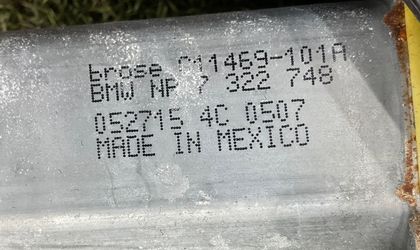 brose C11469-101A
BMW NR 7 322 748
052715 4C 0507
MADE IN MEXICO